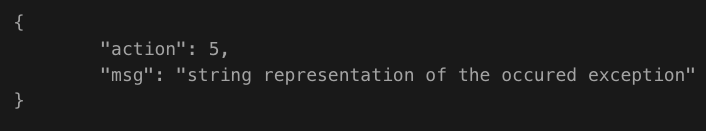 {
"action": 5,
"msg": "string representation of the occured exception"
}